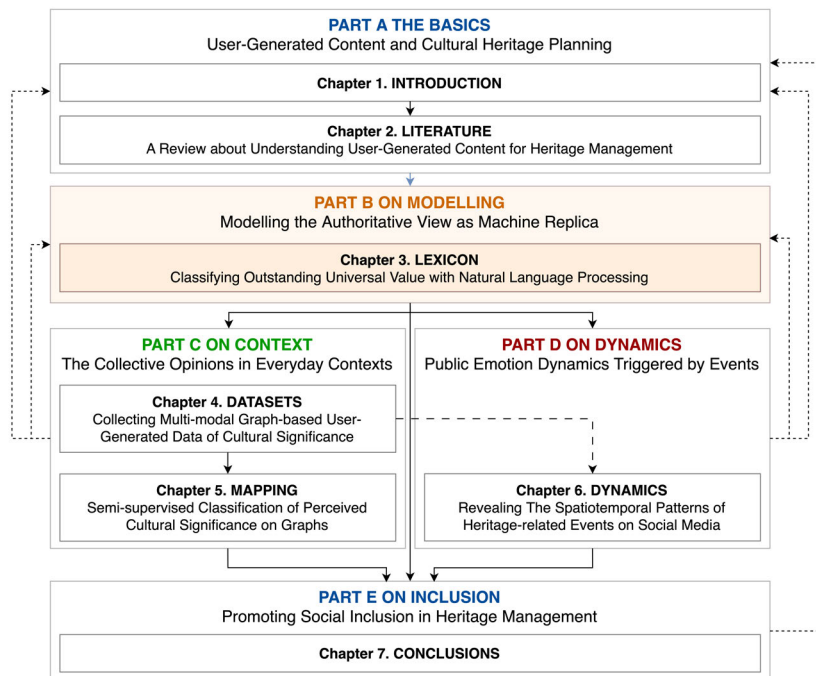 PART A THE BASICS
User-Generated Content and Cultural Heritage Planning
Chapter 1. INTRODUCTION
Chapter 2. LITERATURE
A Review about Understanding User-Generated Content for Heritage Management
PART B ON MODELLING
Modelling the Authoritative View as Machine Replica
Chapter 3. LEXICON
Classifying Outstanding Universal Value with Natural Language Processing
PART C ON CONTEXT
The Collective Opinions in Everyday Contexts
Chapter 4. DATASETS
Collecting Multi-modal Graph-based User-
Generated Data of Cultural Significance
Chapter 5. MAPPING
Semi-supervised Classification of Perceived
Cultural Significance on Graphs
PART D ON DYNAMICS
Public Emotion Dynamics Triggered by Events
Chapter 6. DYNAMICS
Revealing The Spatiotemporal Patterns of
Heritage-related Events on Social Media
PART E ON INCLUSION
Promoting Social Inclusion in Heritage Management
Chapter 7. CONCLUSIONS